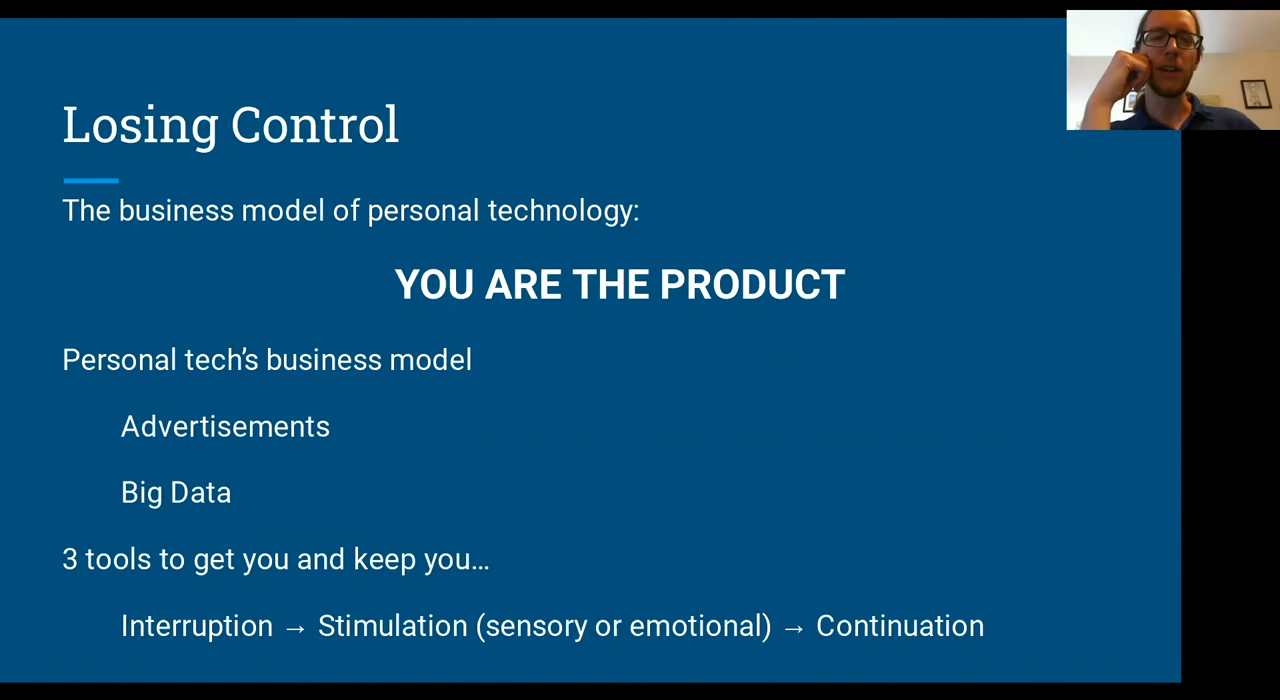 Losing Control
The business model of personal technology:
YOU ARE THE PRODUCT
Personal tech’s business model
Advertisements
Big Data
3 tools to get you and keep you…
Interruption → Stimulation (sensory or emotional) → Continuation